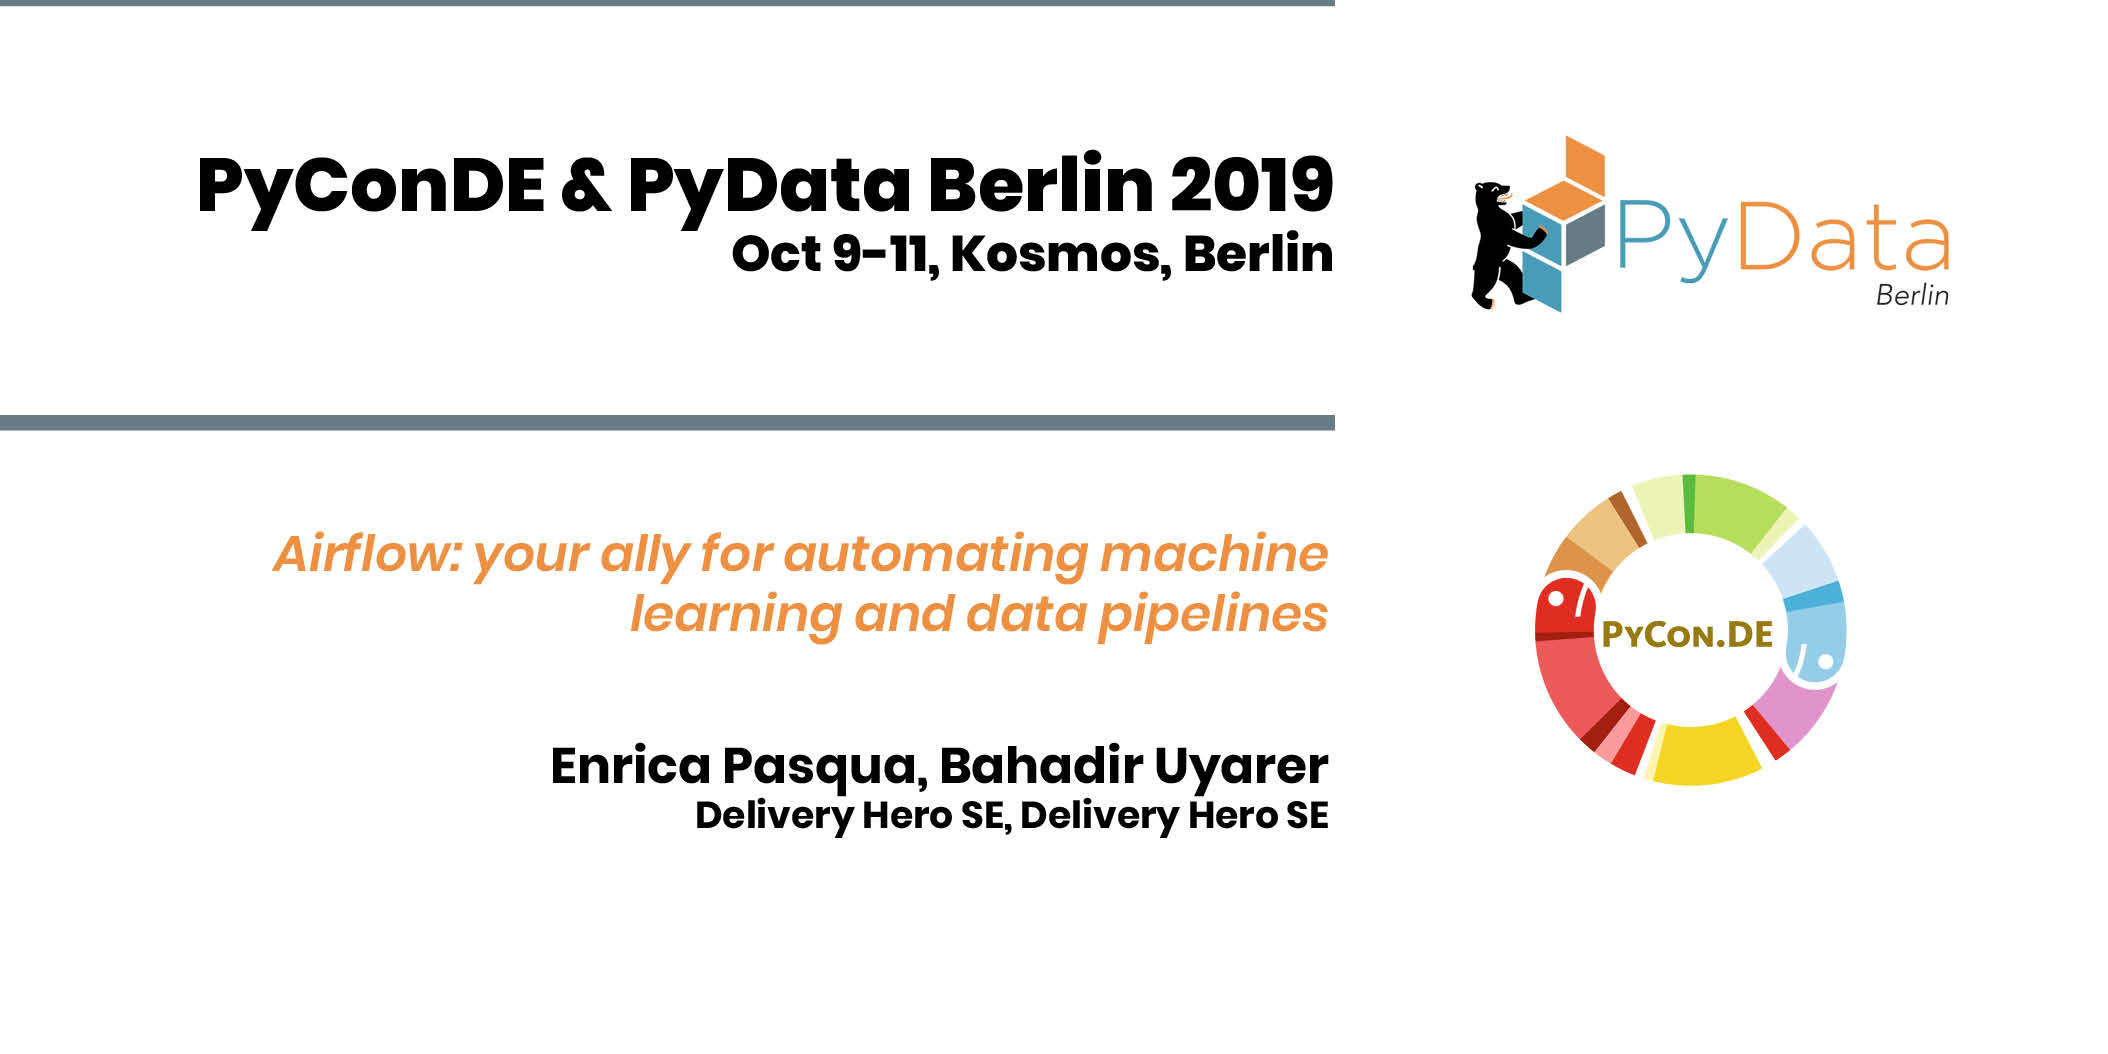 PyConDE & PyData Berlin 2019
Oct 9-11, Kosmos, Berlin
PyData
Berlin
Airflow: your ally for automating machine
learning and data pipelines
PyCon.DE
Enrica Pasqua, Bahadir Uyarer
Delivery Hero SE, Delivery Hero SE